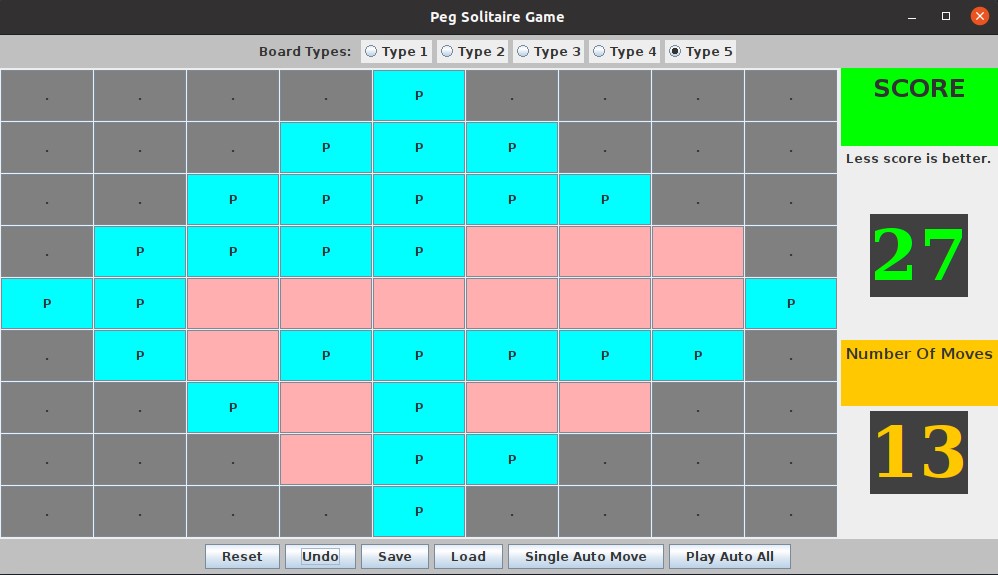 Peg Solitaire Game
Board Types: Type 1 Type 2 Type 3 Type 4 Type 5
. . . . P . . . .
. . . P P P . . .
. . P P P P P . .
. P P P P .
P P P
. P P P P P P .
. . P P . .
. . . P P . . .
. . . . P . . . .
SCORE
Less score is better.
27
Number Of Moves
13
Reset Undo Save Load Single Auto Move Play Auto All